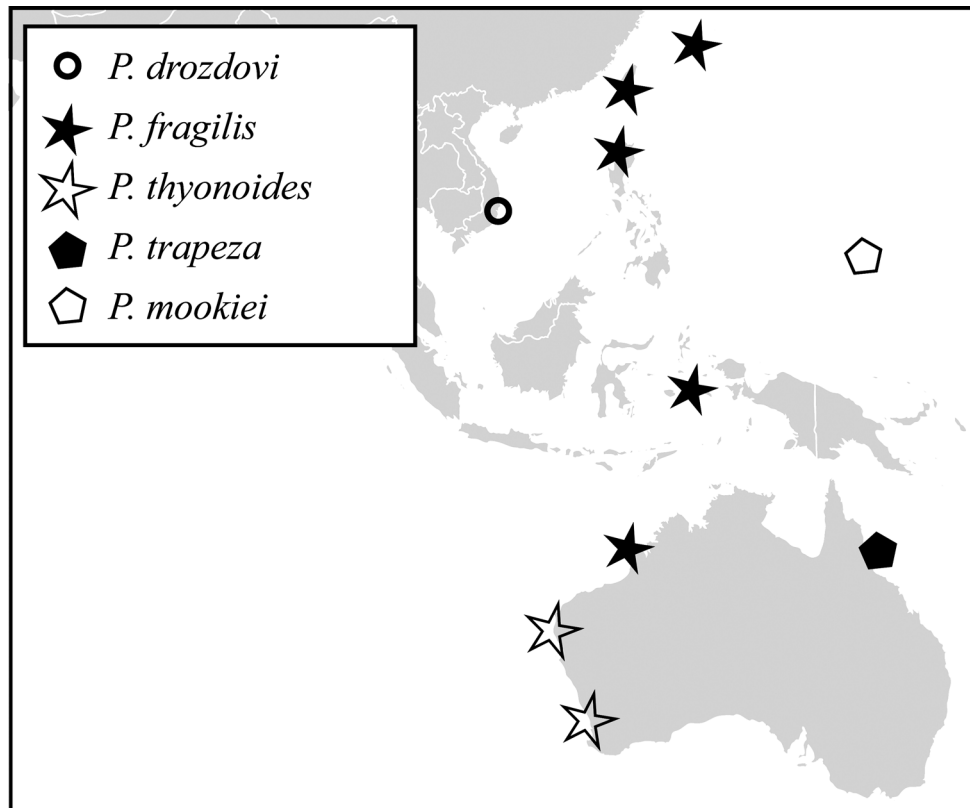 P. drozdovi
P. fragilis
P. thyonoides
P. trapeza
P. mookiei